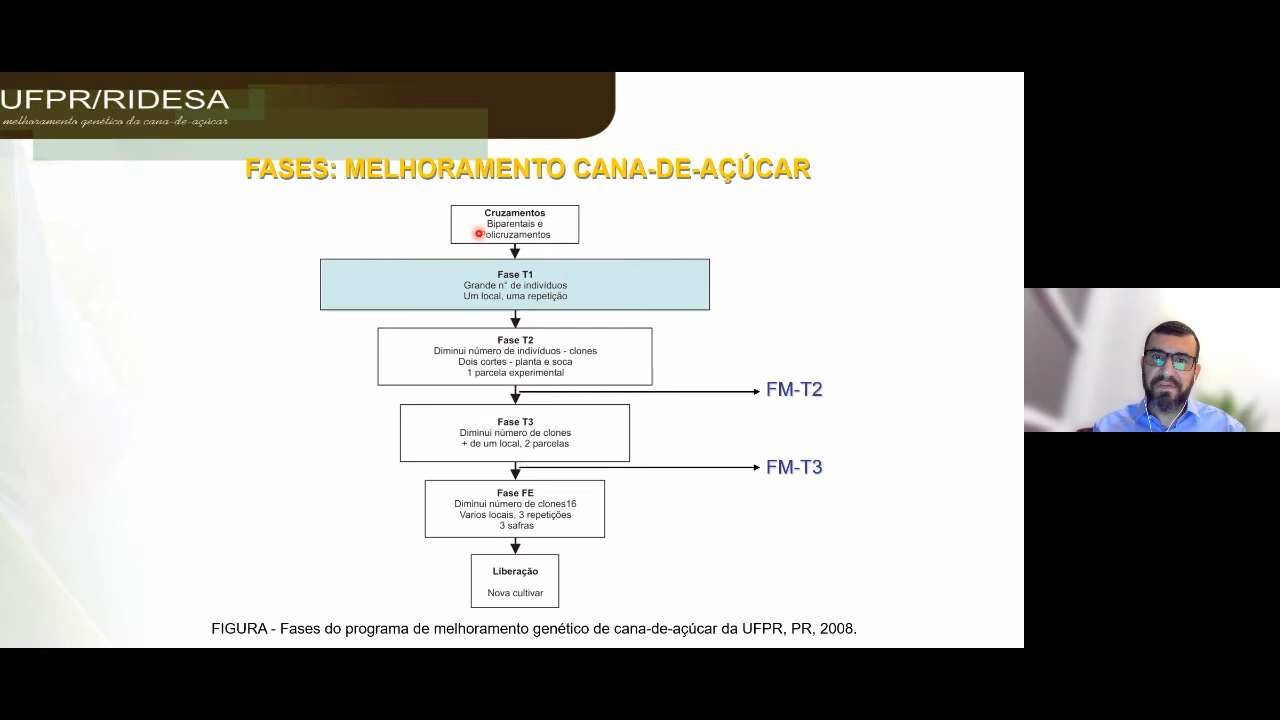 UFPR/RIDESA
melhoramento genético da cana-de-açúcar
FASES: MELHORAMENTO CANA-DE-AÇÚCAR
Cruzamentos
Biparentais e
olicruzamentos
Fase T1
Grande n° de indivíduos
Um local, uma repetição
Fase T2
Diminui número de indivíduos - clones
Dois cortes - planta e soca
1 parcela experimental
FM-T2
Fase T3
Diminui número de clones
+ de um local, 2 parcelas
FM-T3
Fase FE
Diminui número de clones16
Varios locais, 3 repetições
3 safras
Liberação
Nova cultivar
FIGURA - Fases do programa de melhoramento genético de cana-de-açúcar da UFPR, PR, 2008.